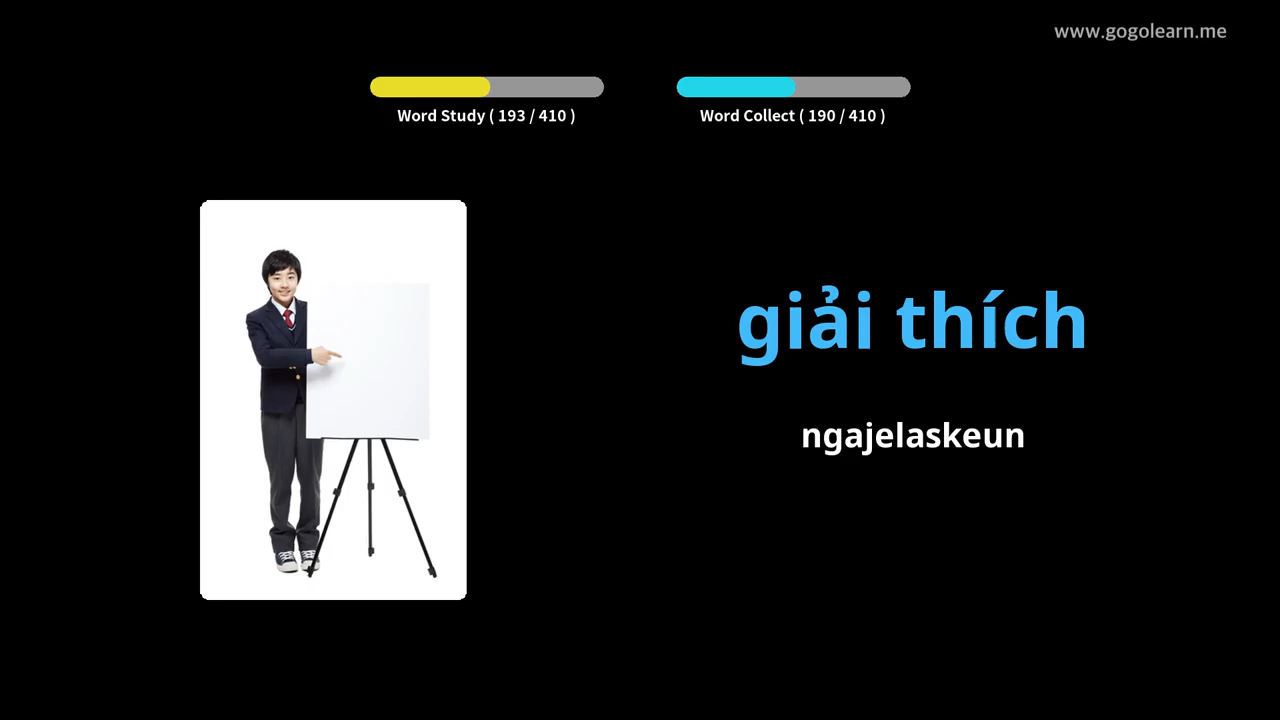 www.gogolearn.me
Word Study ( 193 / 410 )
Word Collect ( 190 / 410 )
giải thích
ngajelaskeun